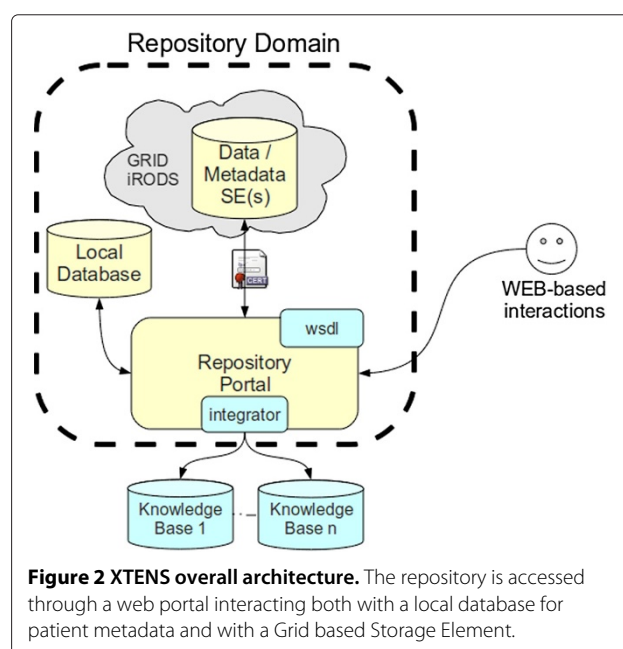 Repository Domain
GRID
iRODS
Data /
Metadata
SE(s)
Local
Database
CERT
WEB-based
interactions
wsdl
Repository
Portal
integrator
Knowledge
Base 1
Knowledge
Base n
Figure 2 XTENS overall architecture. The repository is accessed
through a web portal interacting both with a local database for
patient metadata and with a Grid based Storage Element.